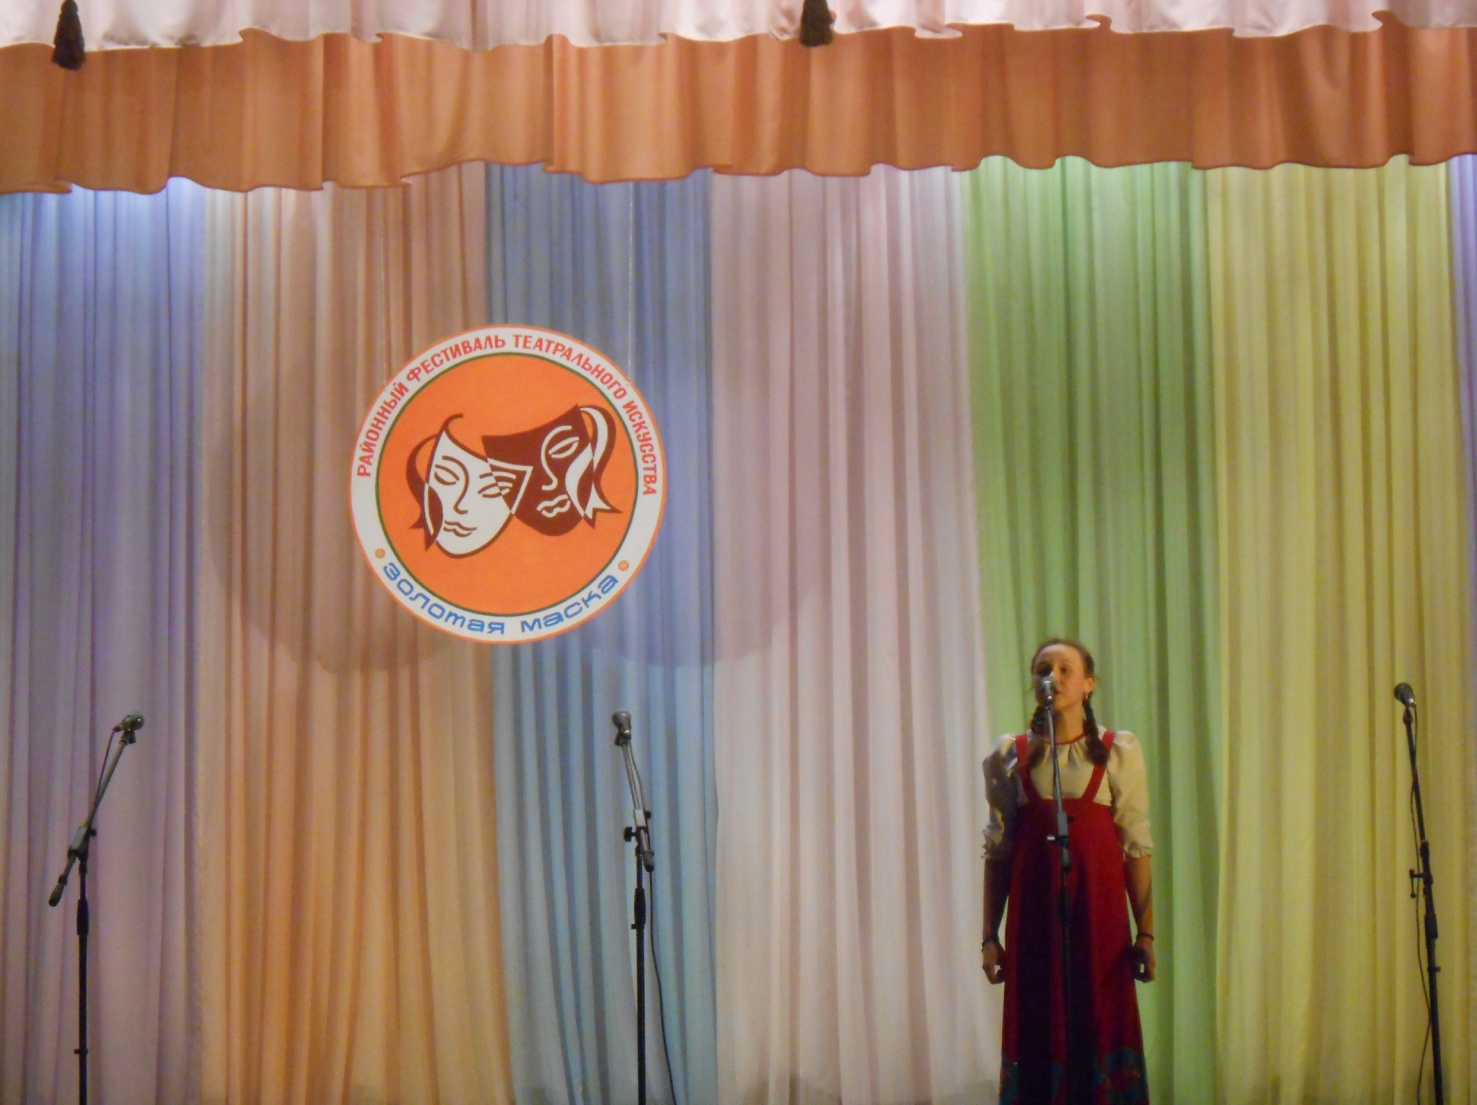 РАЙОННЫЙ ФЕСТИВАЛЬ ТЕАТРАЛЬНОГО ИСКУССТВА
золотая маска